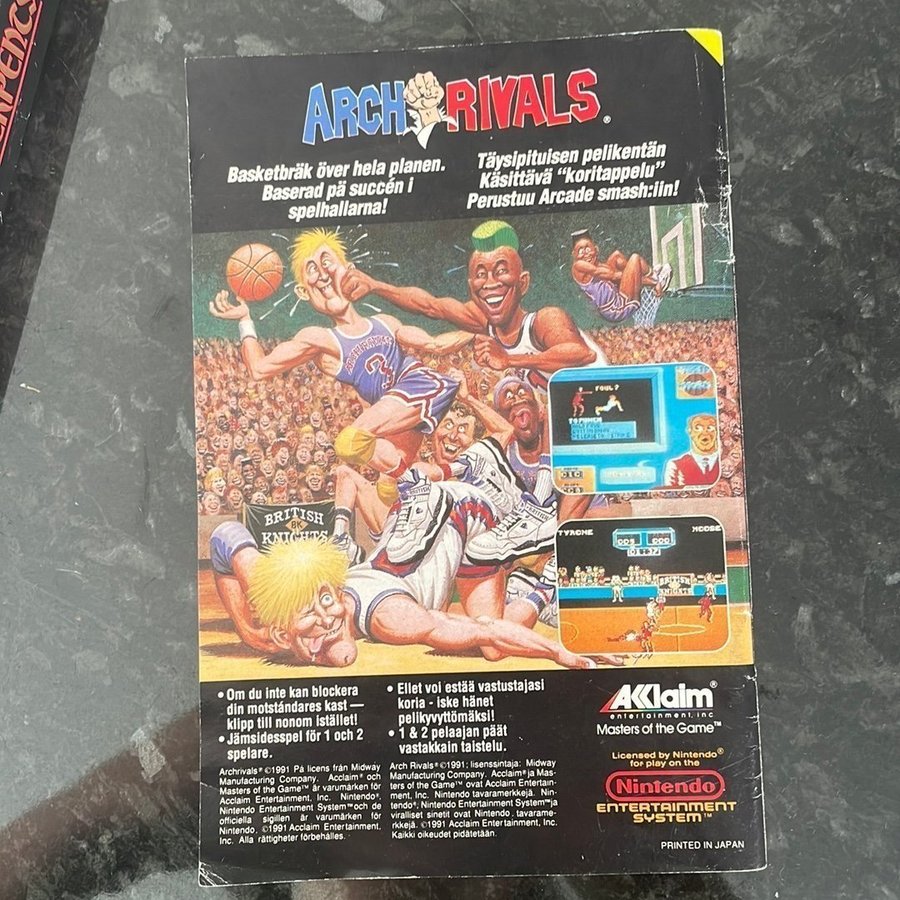 ARCH RIVALS®
Basketbråk över hela planen.
Baserad på succén i
spelhallarna!
Täysipituisen pelikentän
Käsittävä “koritappelu”
Perustuu Arcade smash:iin!
FOUL?
TYRONE
MOOSE
BRITISH
BK
KNIGHTS
BRITISH
KNIGHTS
• Om du inte kan blockera
din motståndares kast —
klipp till nonom istället!
• Jämsidesspel för 1 och 2
spelare.
• Ellet voi estää vastustajasi
koria - iske hänet
pelikyvyttömäksi!
• 1 & 2 pelaajan päät
vastakkain taistelu.
Archrivals® ©1991 På licens från Midway
Manufacturing Company. Acclaim® och
Masters of the Game™ är varumärken för
Acclaim Entertainment, Inc. Nintendo®,
Nintendo Entertainment System™ och de
officiella sigillen är varumärken för
Nintendo. ©1991 Acclaim Entertainment,
Inc. Alla rättigheter förbehålles.
Arch Rivals® ©1991: lisenssintaja: Midway
Manufacturing Company. Acclaim® ja Mas-
ters of the Game™ ovat Acclaim Entertain-
ment, Inc. Nintendo tavaramerkkejä. Nin-
tendo®, Nintendo Entertainment System™ja
viralliset sinetit ovat Nintendo. tavarame-
rkkejä. ©1991 Acclaim Entertainment, Inc.
Kaikki oikeudet pidätetään.
AKKlaim®
entertainment, inc.
Masters of the Game™
Licensed by Nintendo®
for play on the
Nintendo
ENTERTAINMENT
SYSTEM™
PRINTED IN JAPAN